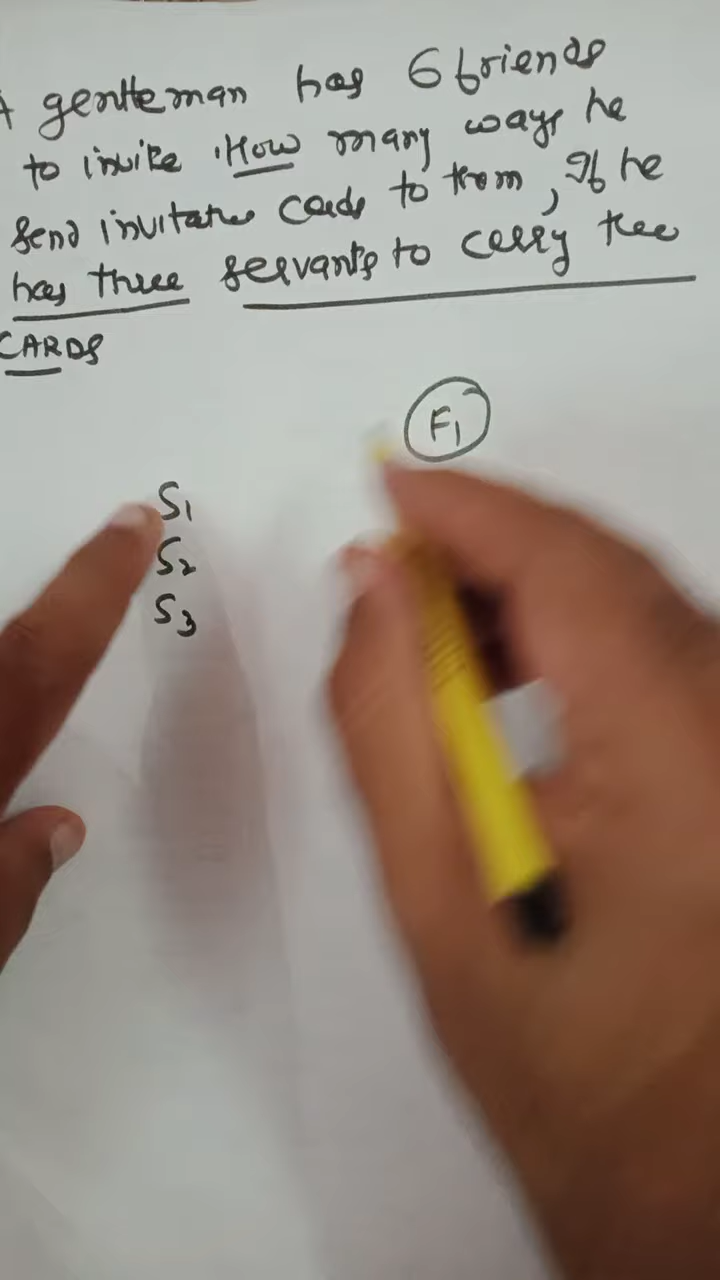 A gentleman has 6 friends
to invite . How many ways he
send invitation cards to them , If he
has three servants to carry the
CARDS
F1
S1
S2
S3